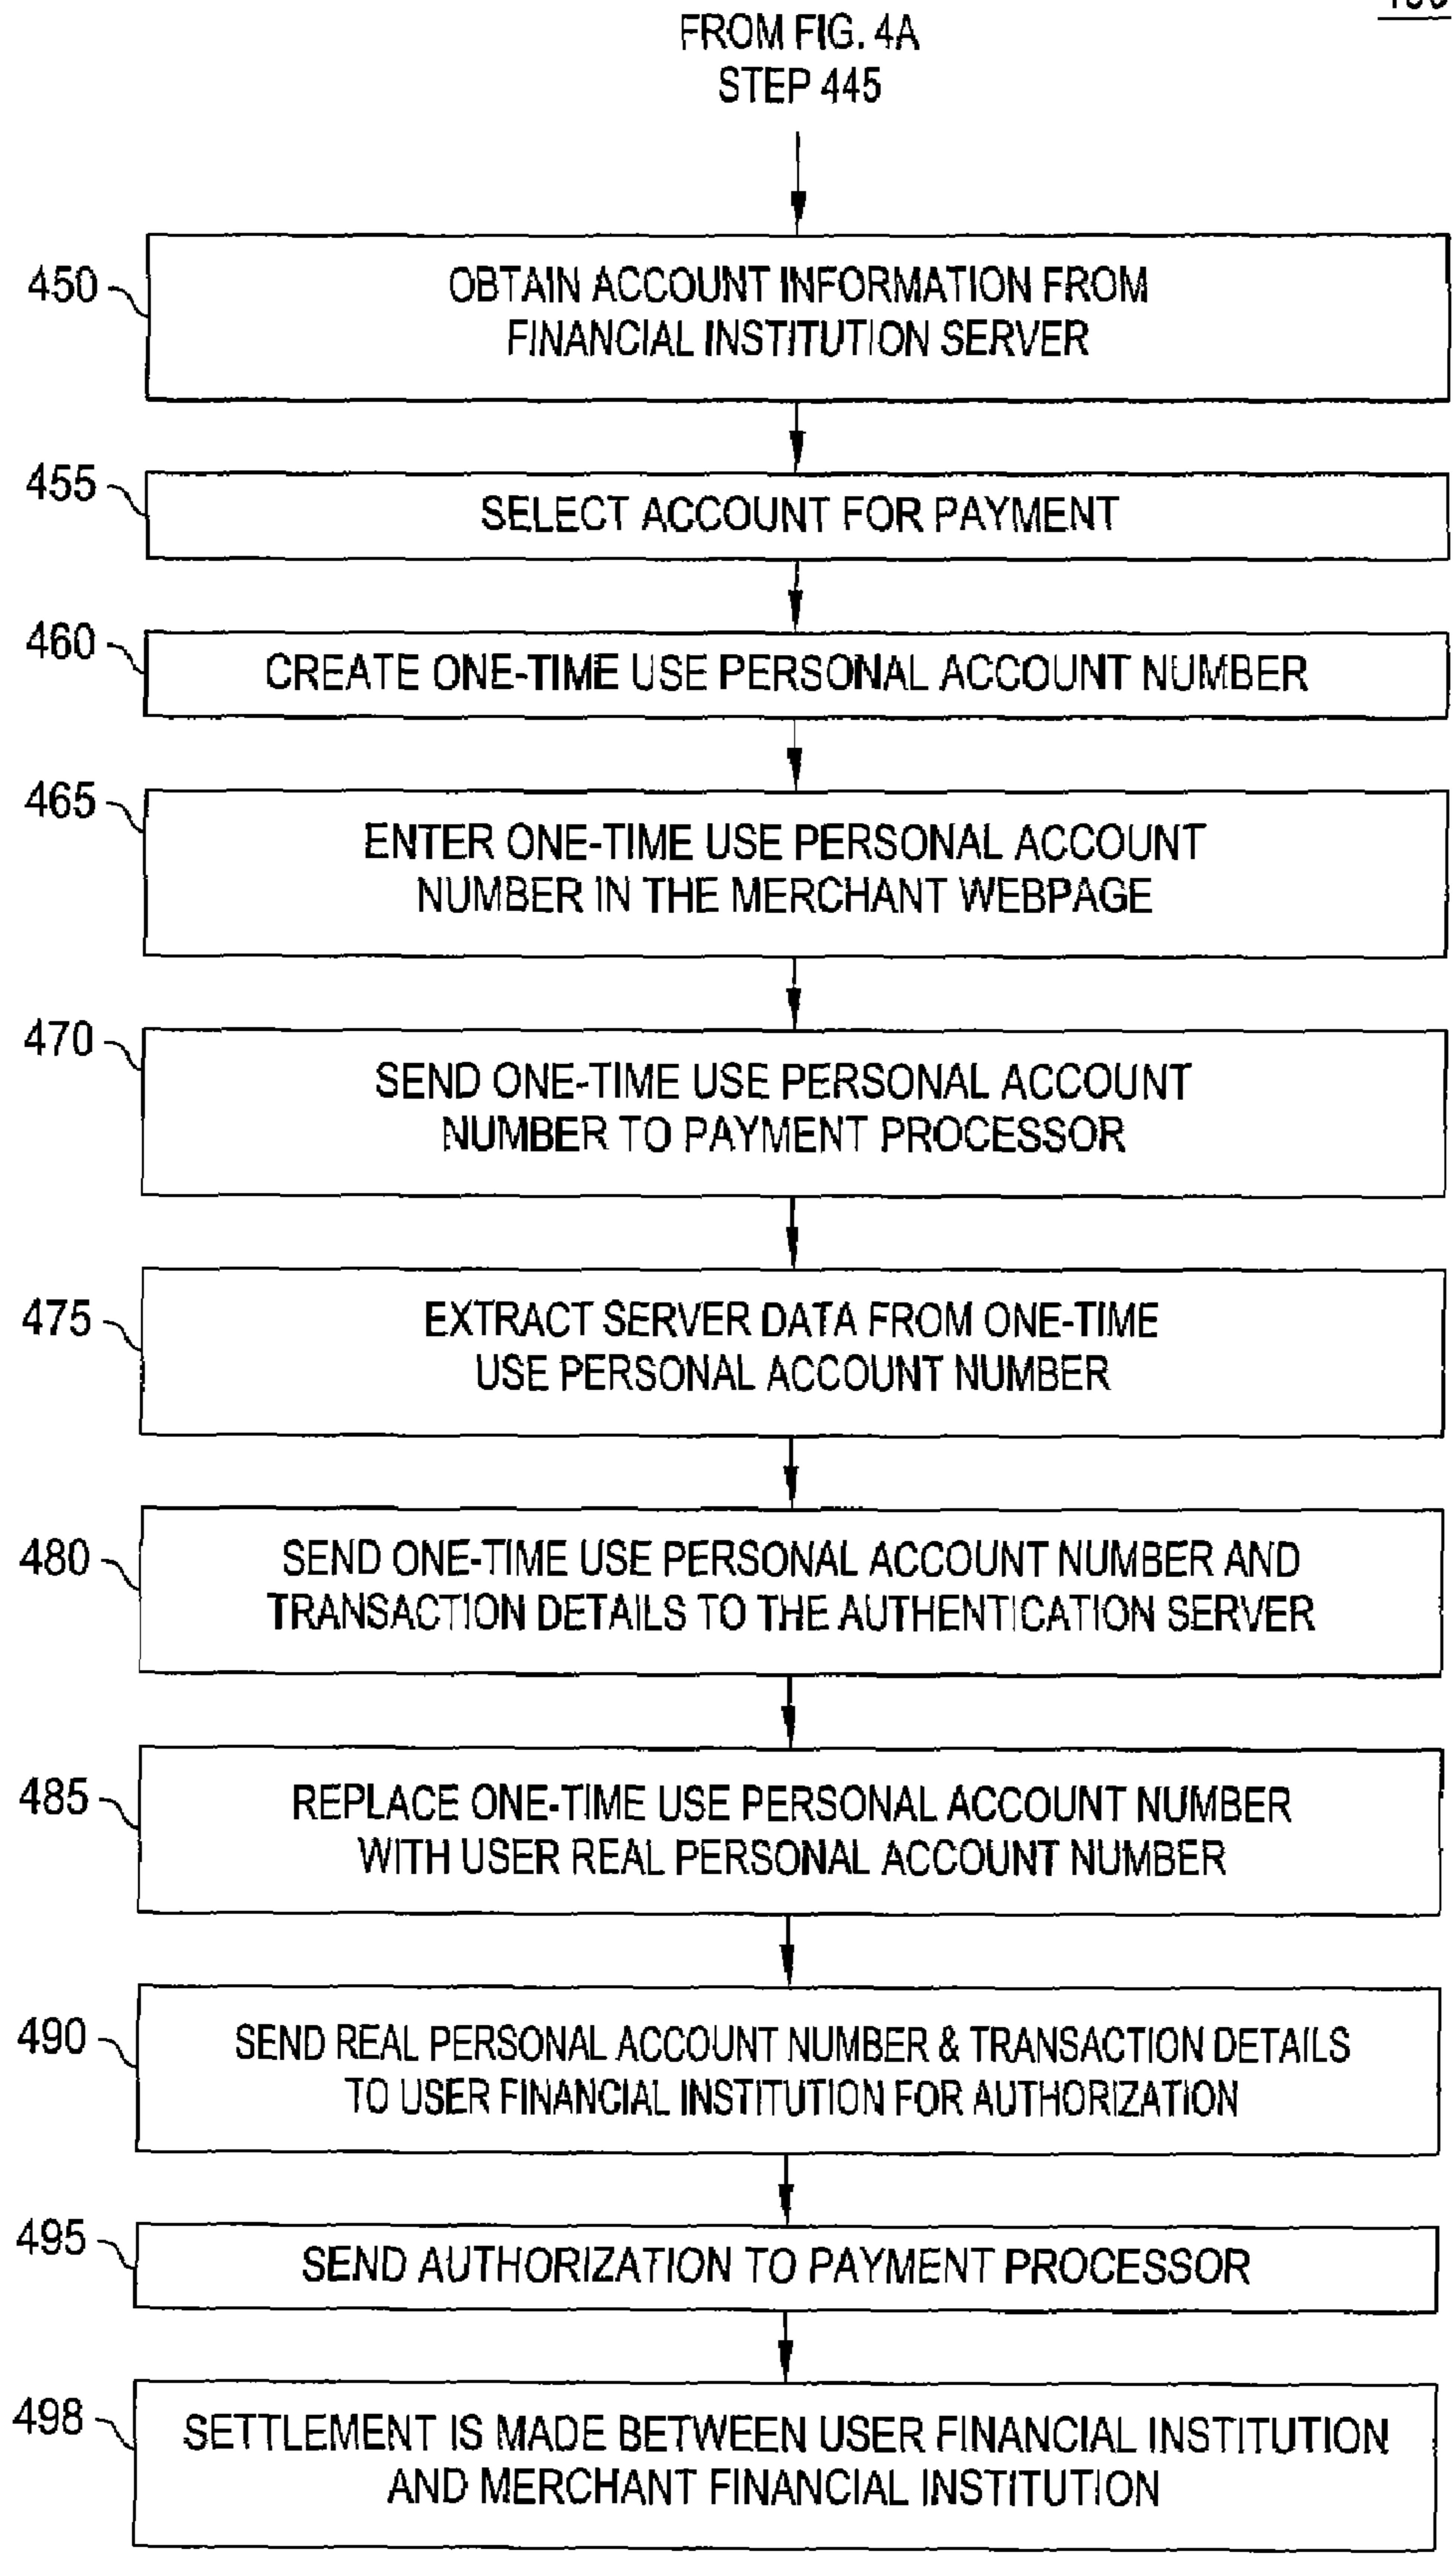 FROM FIG. 4A
STEP 445
450
OBTAIN ACCOUNT INFORMATION FROM
FINANCIAL INSTITUTION SERVER
455
SELECT ACCOUNT FOR PAYMENT
460
CREATE ONE-TIME USE PERSONAL ACCOUNT NUMBER
465
ENTER ONE-TIME USE PERSONAL ACCOUNT
NUMBER IN THE MERCHANT WEBPAGE
470
SEND ONE-TIME USE PERSONAL ACCOUNT
NUMBER TO PAYMENT PROCESSOR
475
EXTRACT SERVER DATA FROM ONE-TIME
USE PERSONAL ACCOUNT NUMBER
480
SEND ONE-TIME USE PERSONAL ACCOUNT NUMBER AND
TRANSACTION DETAILS TO THE AUTHENTICATION SERVER
485
REPLACE ONE-TIME USE PERSONAL ACCOUNT NUMBER
WITH USER REAL PERSONAL ACCOUNT NUMBER
490
SEND REAL PERSONAL ACCOUNT NUMBER & TRANSACTION DETAILS
TO USER FINANCIAL INSTITUTION FOR AUTHORIZATION
495
SEND AUTHORIZATION TO PAYMENT PROCESSOR
498
SETTLEMENT IS MADE BETWEEN USER FINANCIAL INSTITUTION
AND MERCHANT FINANCIAL INSTITUTION